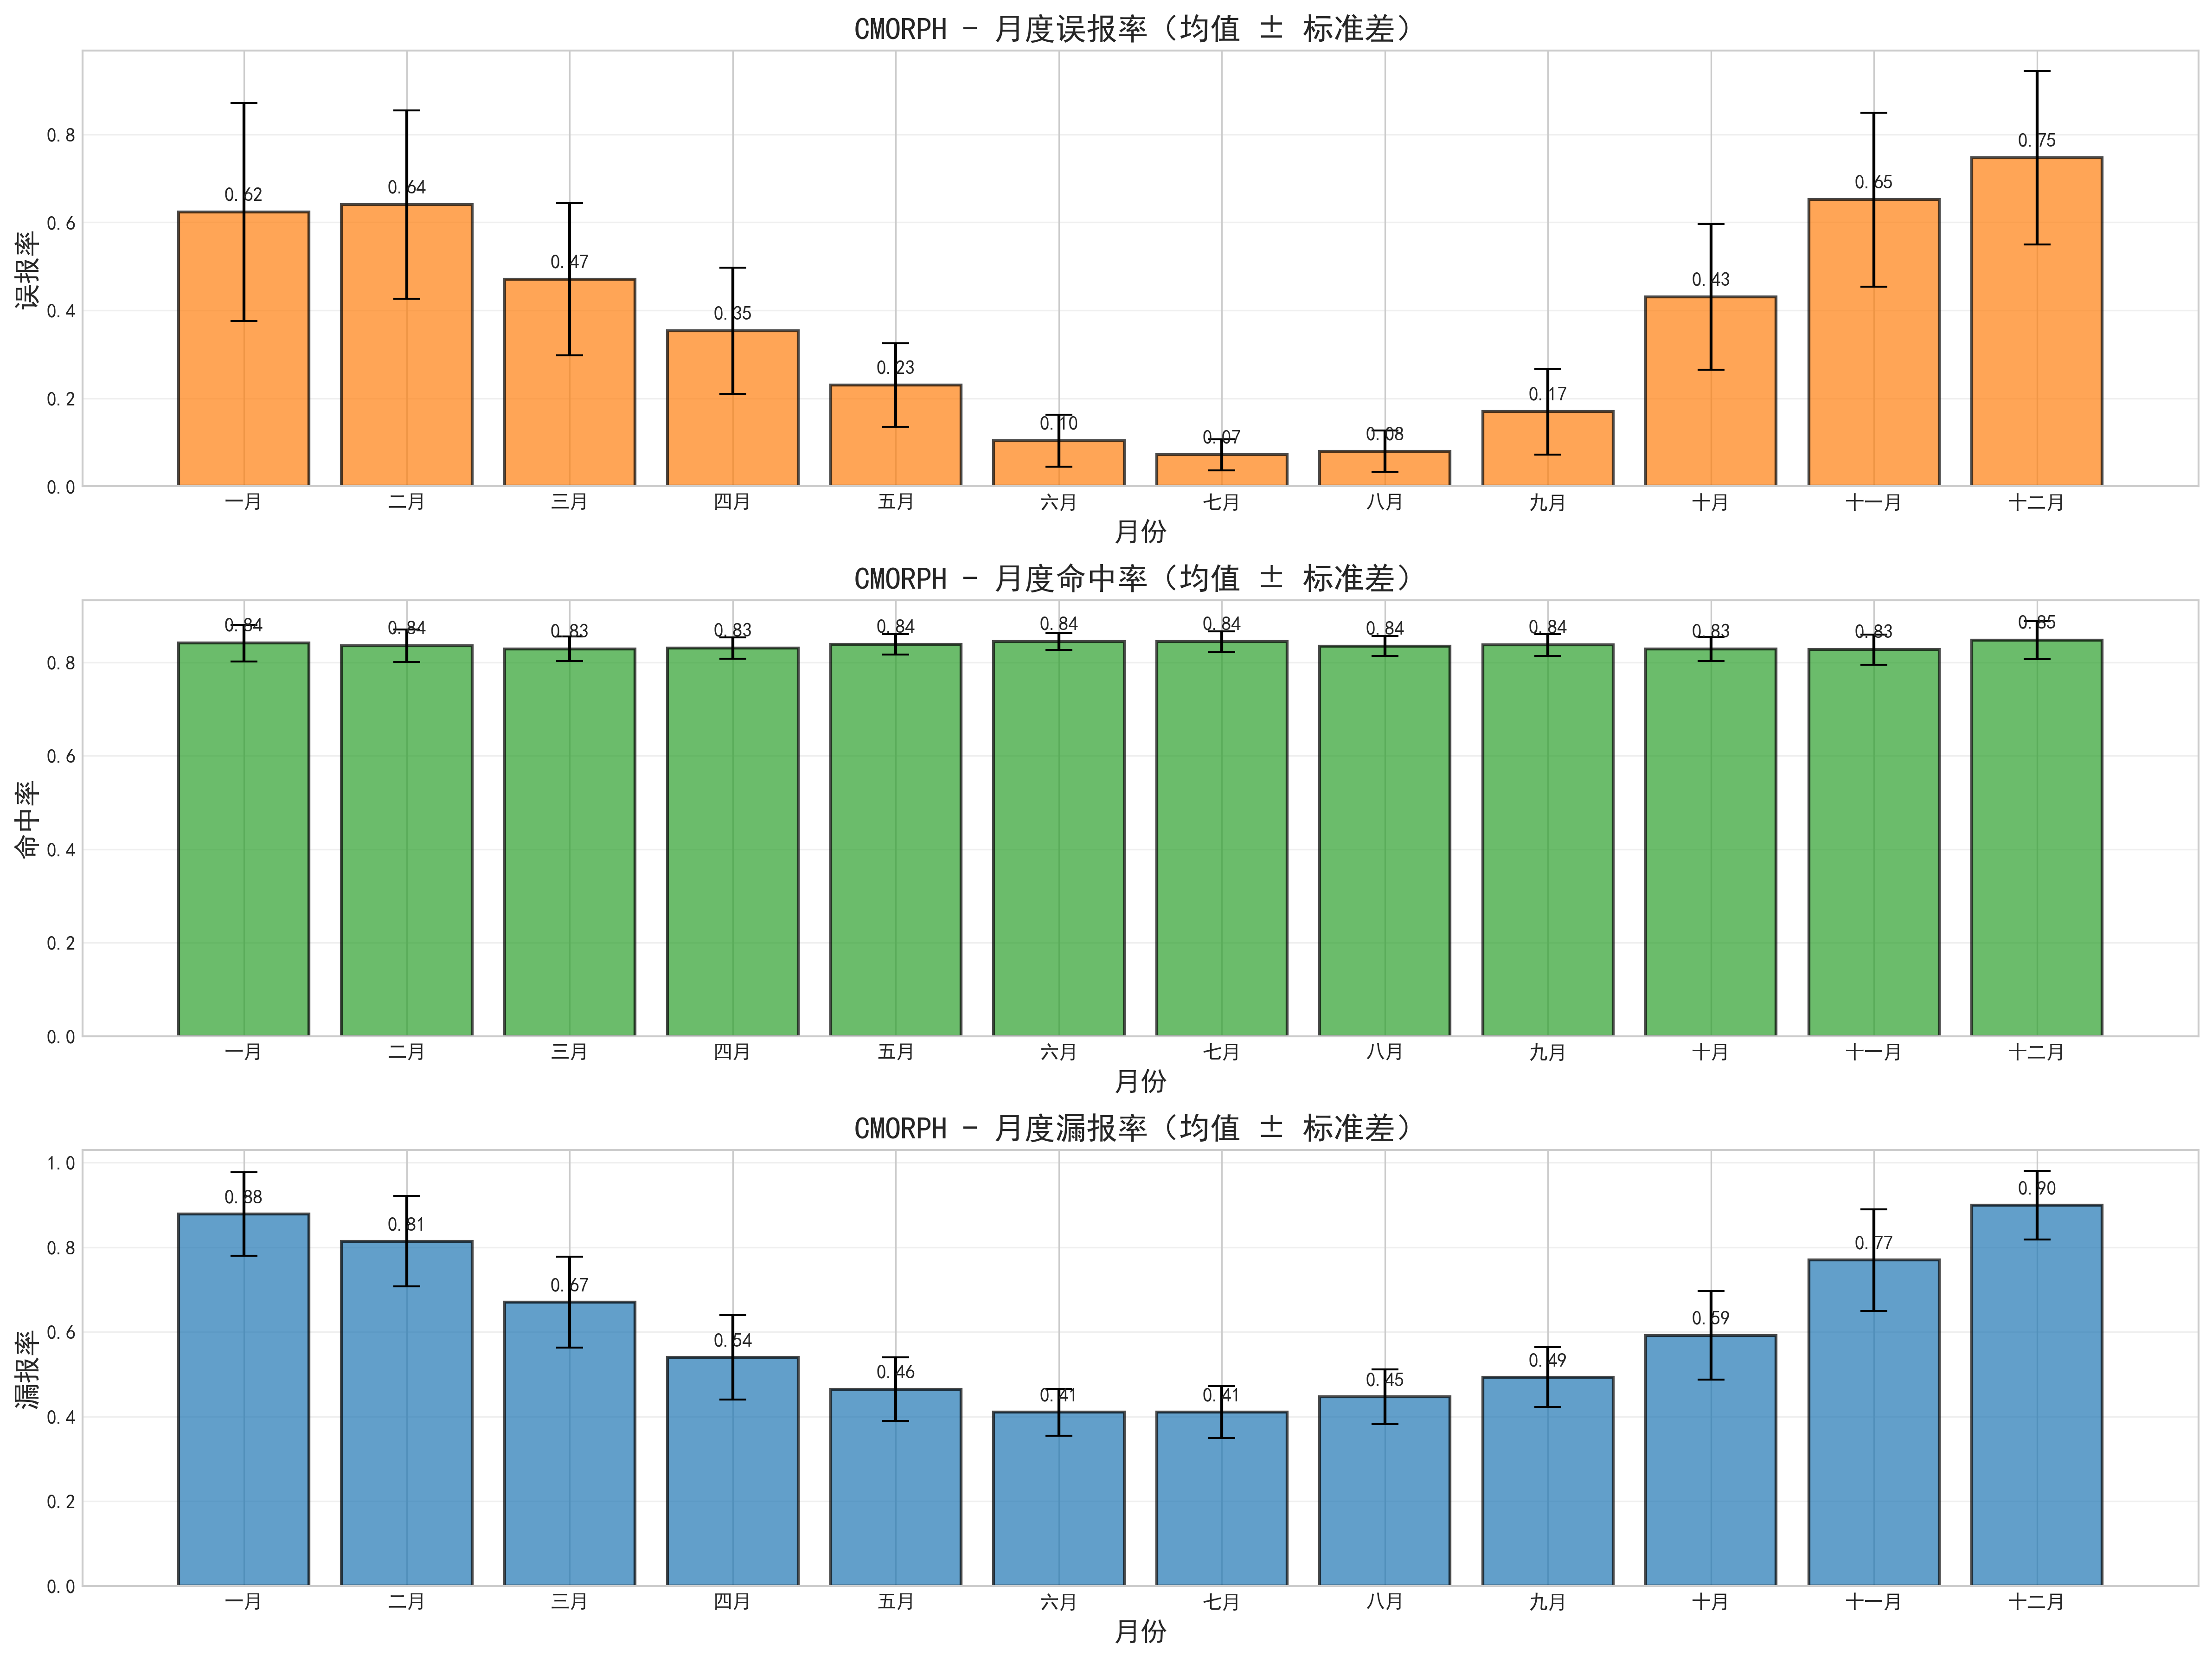 CMORPH - 月度误报率（均值 ± 标准差）
误报率
0.8
0.6
0.4
0.2
0.0
0.62 0.64 0.47 0.35 0.23 0.10 0.07 0.08 0.17 0.43 0.65 0.75
一月 二月 三月 四月 五月 六月 七月 八月 九月 十月 十一月 十二月
月份
CMORPH - 月度命中率（均值 ± 标准差）
命中率
0.8
0.6
0.4
0.2
0.0
0.84 0.84 0.83 0.83 0.84 0.84 0.84 0.84 0.84 0.83 0.83 0.85
一月 二月 三月 四月 五月 六月 七月 八月 九月 十月 十一月 十二月
月份
CMORPH - 月度漏报率（均值 ± 标准差）
漏报率
1.0
0.8
0.6
0.4
0.2
0.0
0.88 0.81 0.67 0.54 0.46 0.41 0.41 0.45 0.49 0.59 0.77 0.90
一月 二月 三月 四月 五月 六月 七月 八月 九月 十月 十一月 十二月
月份